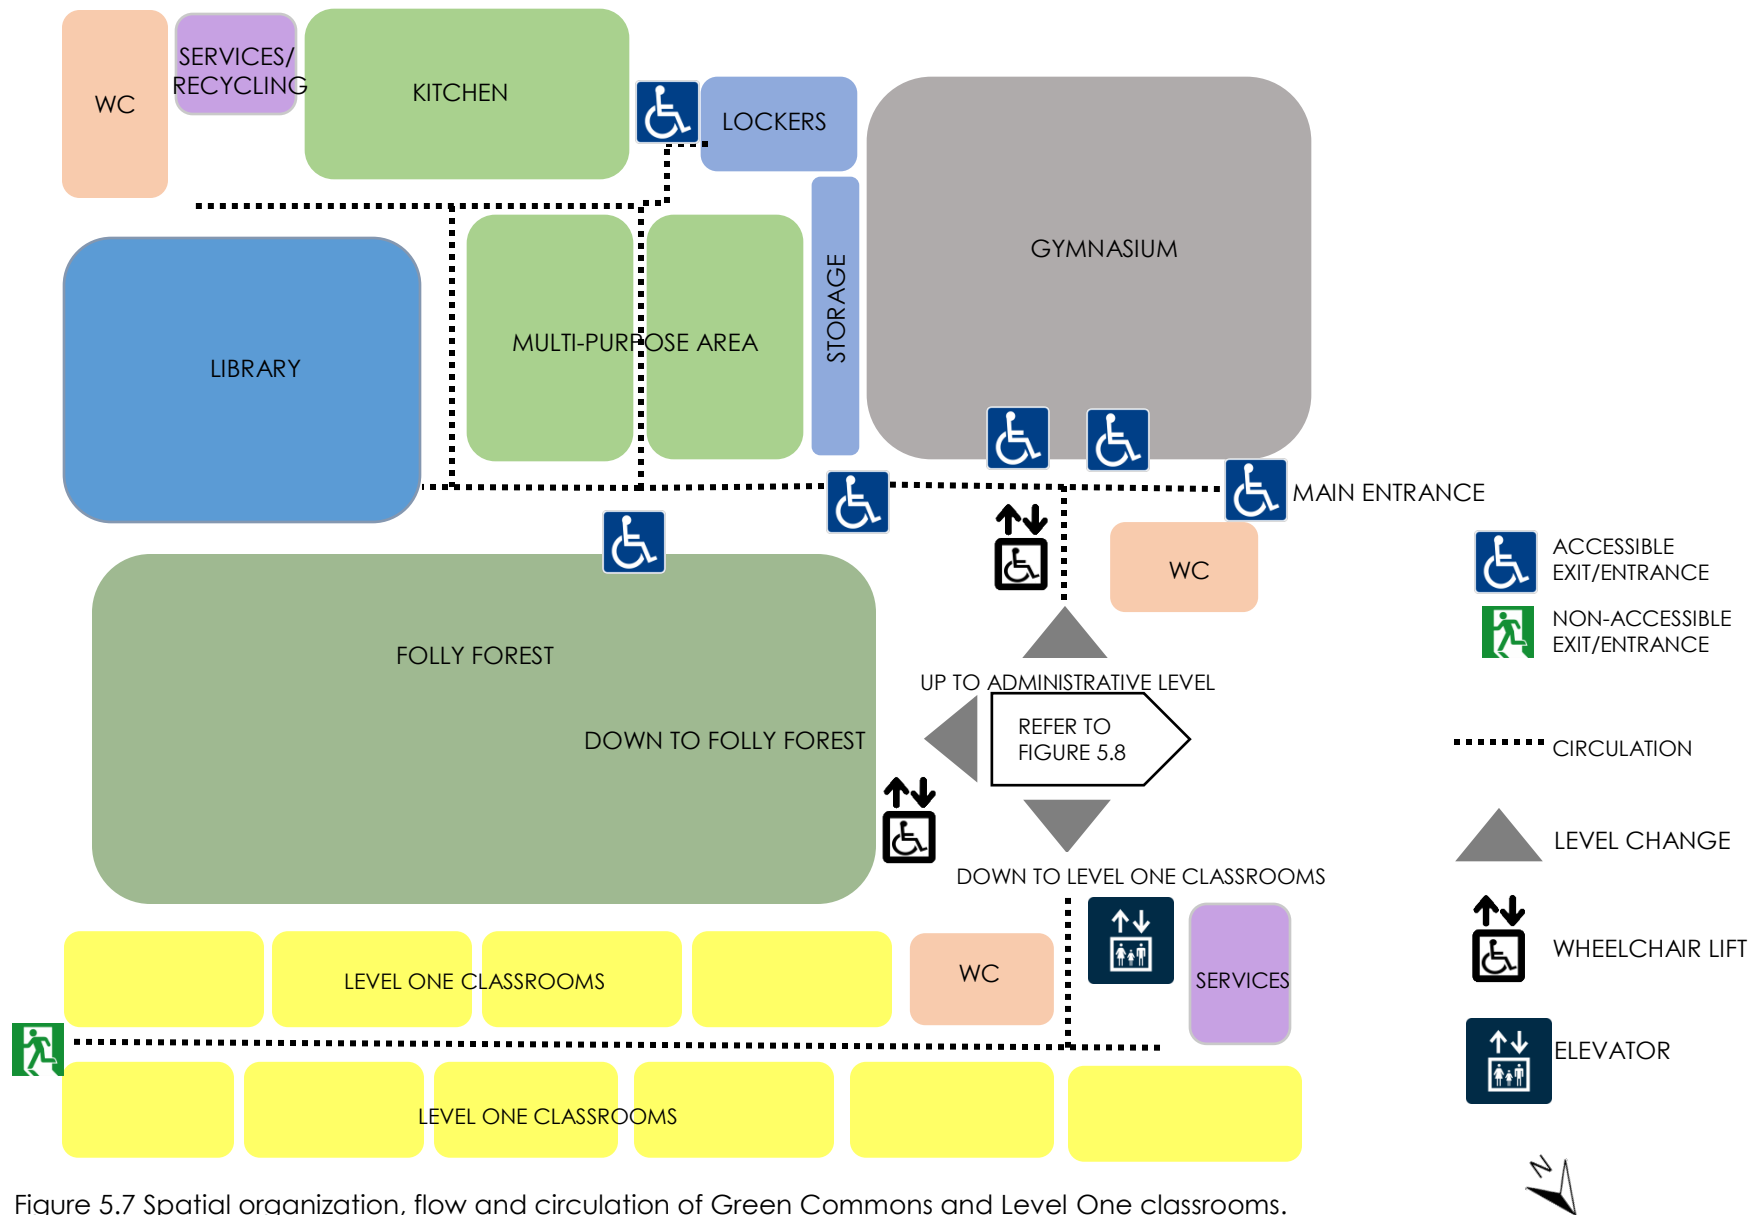 WC
SERVICES/
RECYCLING
KITCHEN
LOCKERS
GYMNASIUM
STORAGE
MULTI-PURPOSE AREA
LIBRARY
MAIN ENTRANCE
WC
ACCESSIBLE
EXIT/ENTRANCE
NON-ACCESSIBLE
EXIT/ENTRANCE
FOLLY FOREST
UP TO ADMINISTRATIVE LEVEL
REFER TO
FIGURE 5.8
DOWN TO FOLLY FOREST
CIRCULATION
LEVEL CHANGE
DOWN TO LEVEL ONE CLASSROOMS
WHEELCHAIR LIFT
LEVEL ONE CLASSROOMS
WC
SERVICES
ELEVATOR
LEVEL ONE CLASSROOMS
N
Figure 5.7 Spatial organization, flow and circulation of Green Commons and Level One classrooms.